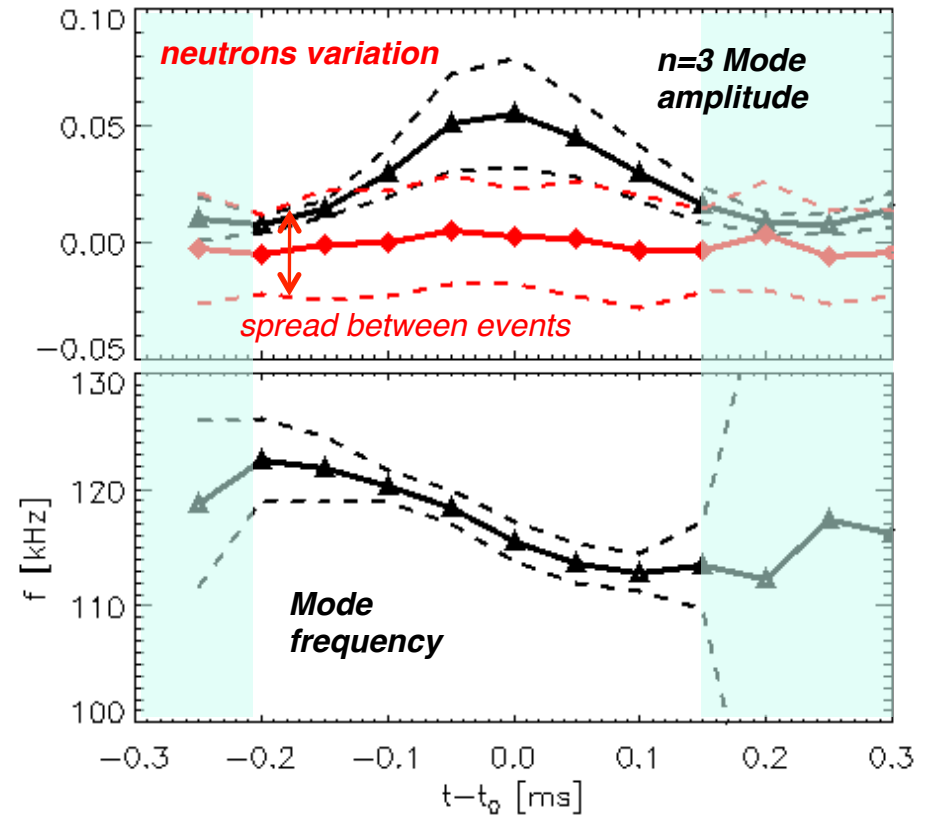 0.10
neutrons variation
n=3 Mode
amplitude
0.05
0.00
spread between events
−0.05
130
120
f [kHz]
110
Mode
frequency
100
−0.3 −0.2 −0.1 0.0 0.1 0.2 0.3
t−t₀ [ms]